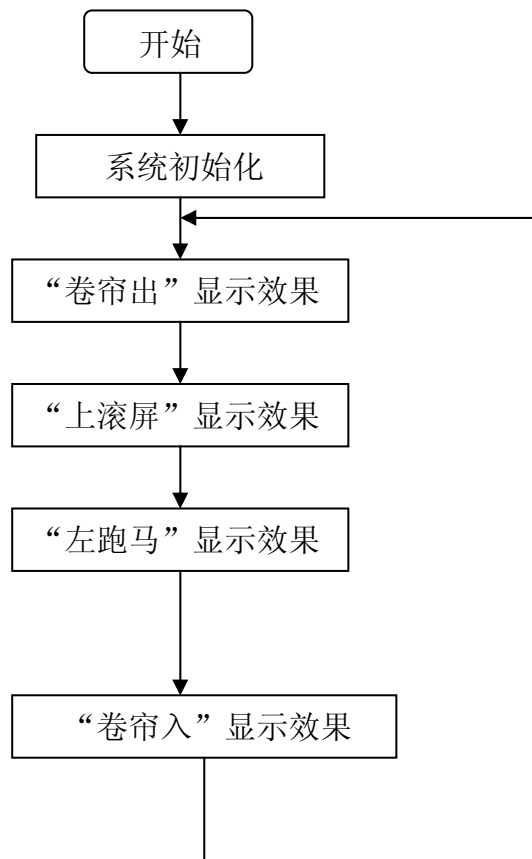 开始
系统初始化
“卷帘出”显示效果
“上滚屏”显示效果
“左跑马”显示效果
“卷帘入”显示效果